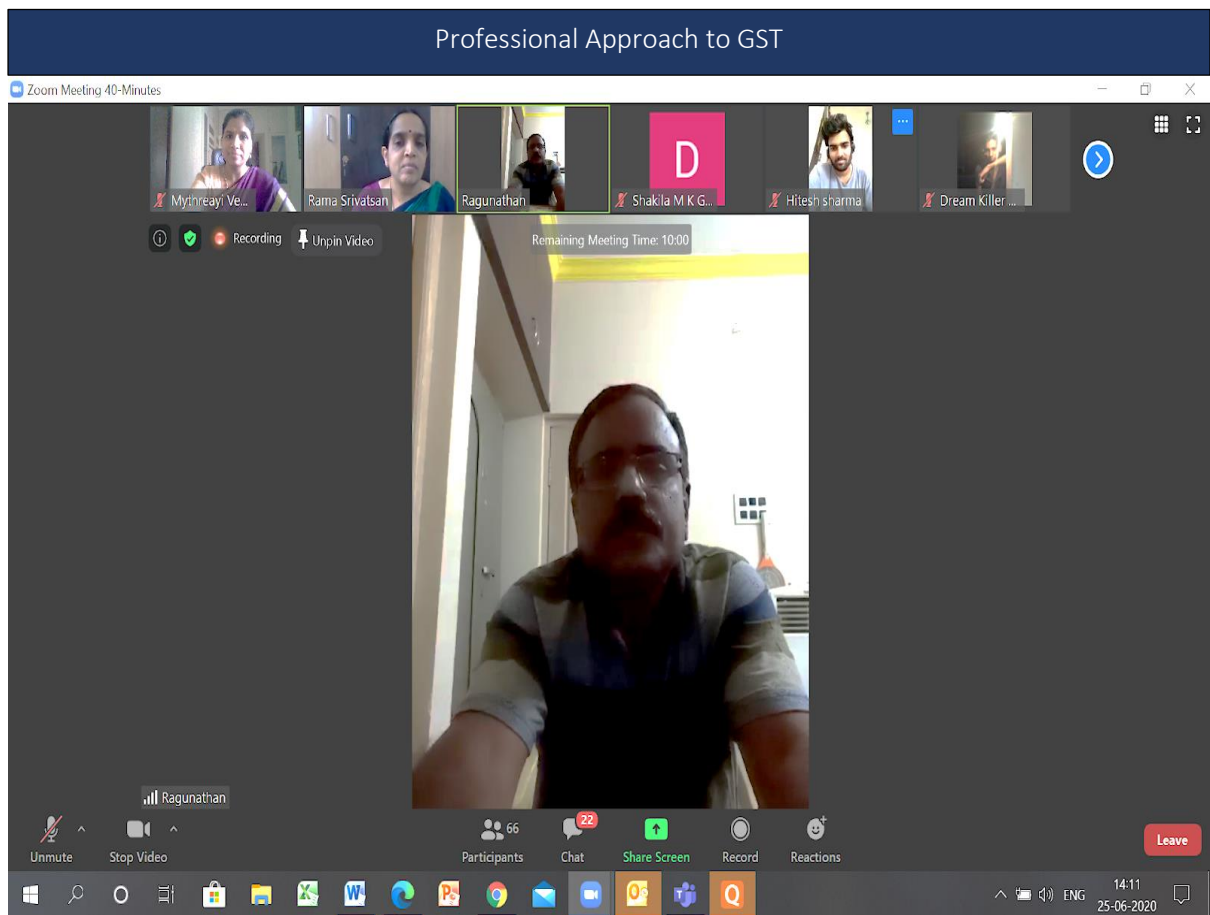 Professional Approach to GST
Zoom Meeting 40-Minutes
Mythreayi Ve...
Rama Srivatsan
Ragunathan
D
Shakila M K G...
Hitesh sharma
Dream Killer ...
Recording
Unpin Video
Remaining Meeting Time: 10:00
Ragunathan
Unmute
Stop Video
66
Participants
22
Chat
Share Screen
Record
Reactions
Leave
ENG
14:11
25-06-2020